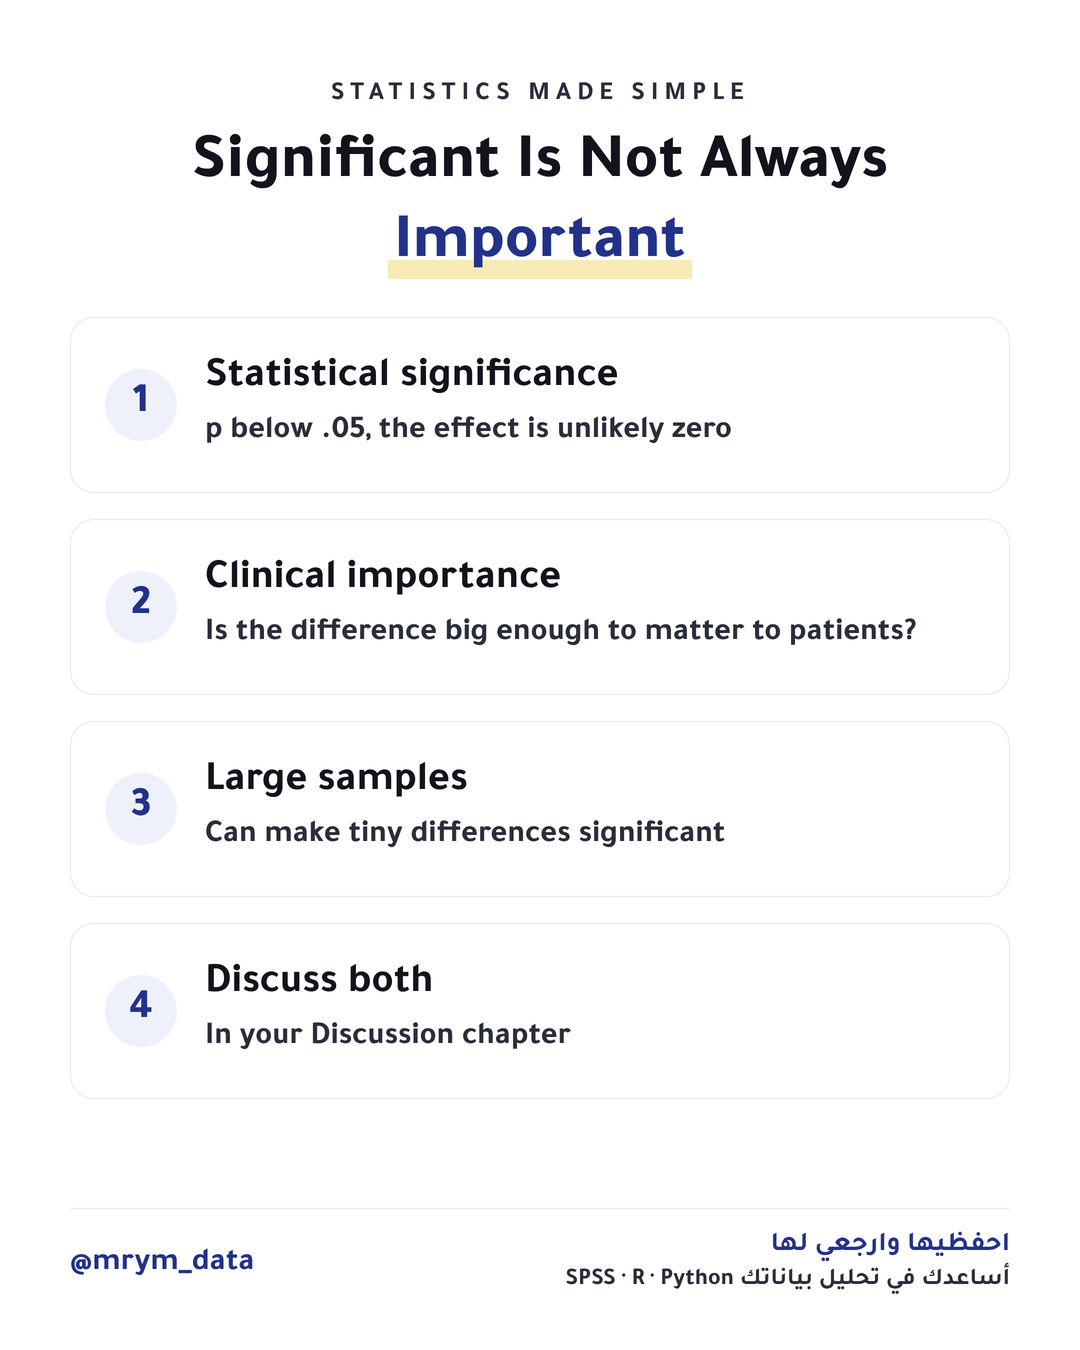 STATISTICS MADE SIMPLE
Significant Is Not Always
Important
1
Statistical significance
p below .05, the effect is unlikely zero
2
Clinical importance
Is the difference big enough to matter to patients?
3
Large samples
Can make tiny differences significant
4
Discuss both
In your Discussion chapter
@mrym_data
احفظيها وارجعي لها
أساعدك في تحليل بياناتك SPSS · R · Python